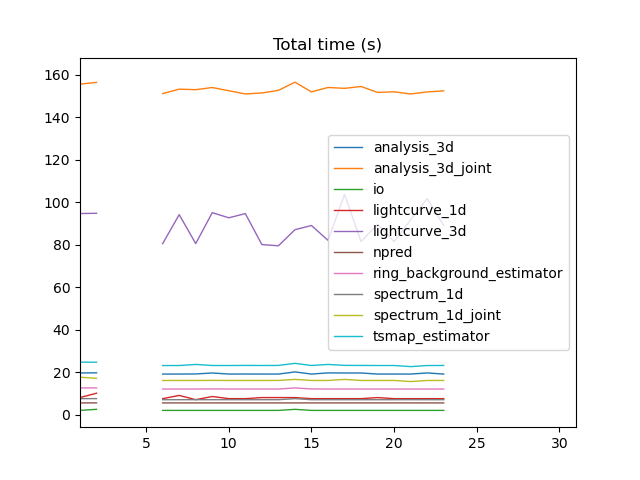 Total time (s)
160
140
120
100
80
60
40
20
0
analysis_3d
analysis_3d_joint
io
lightcurve_1d
lightcurve_3d
npred
ring_background_estimator
spectrum_1d
spectrum_1d_joint
tsmap_estimator
5 10 15 20 25 30